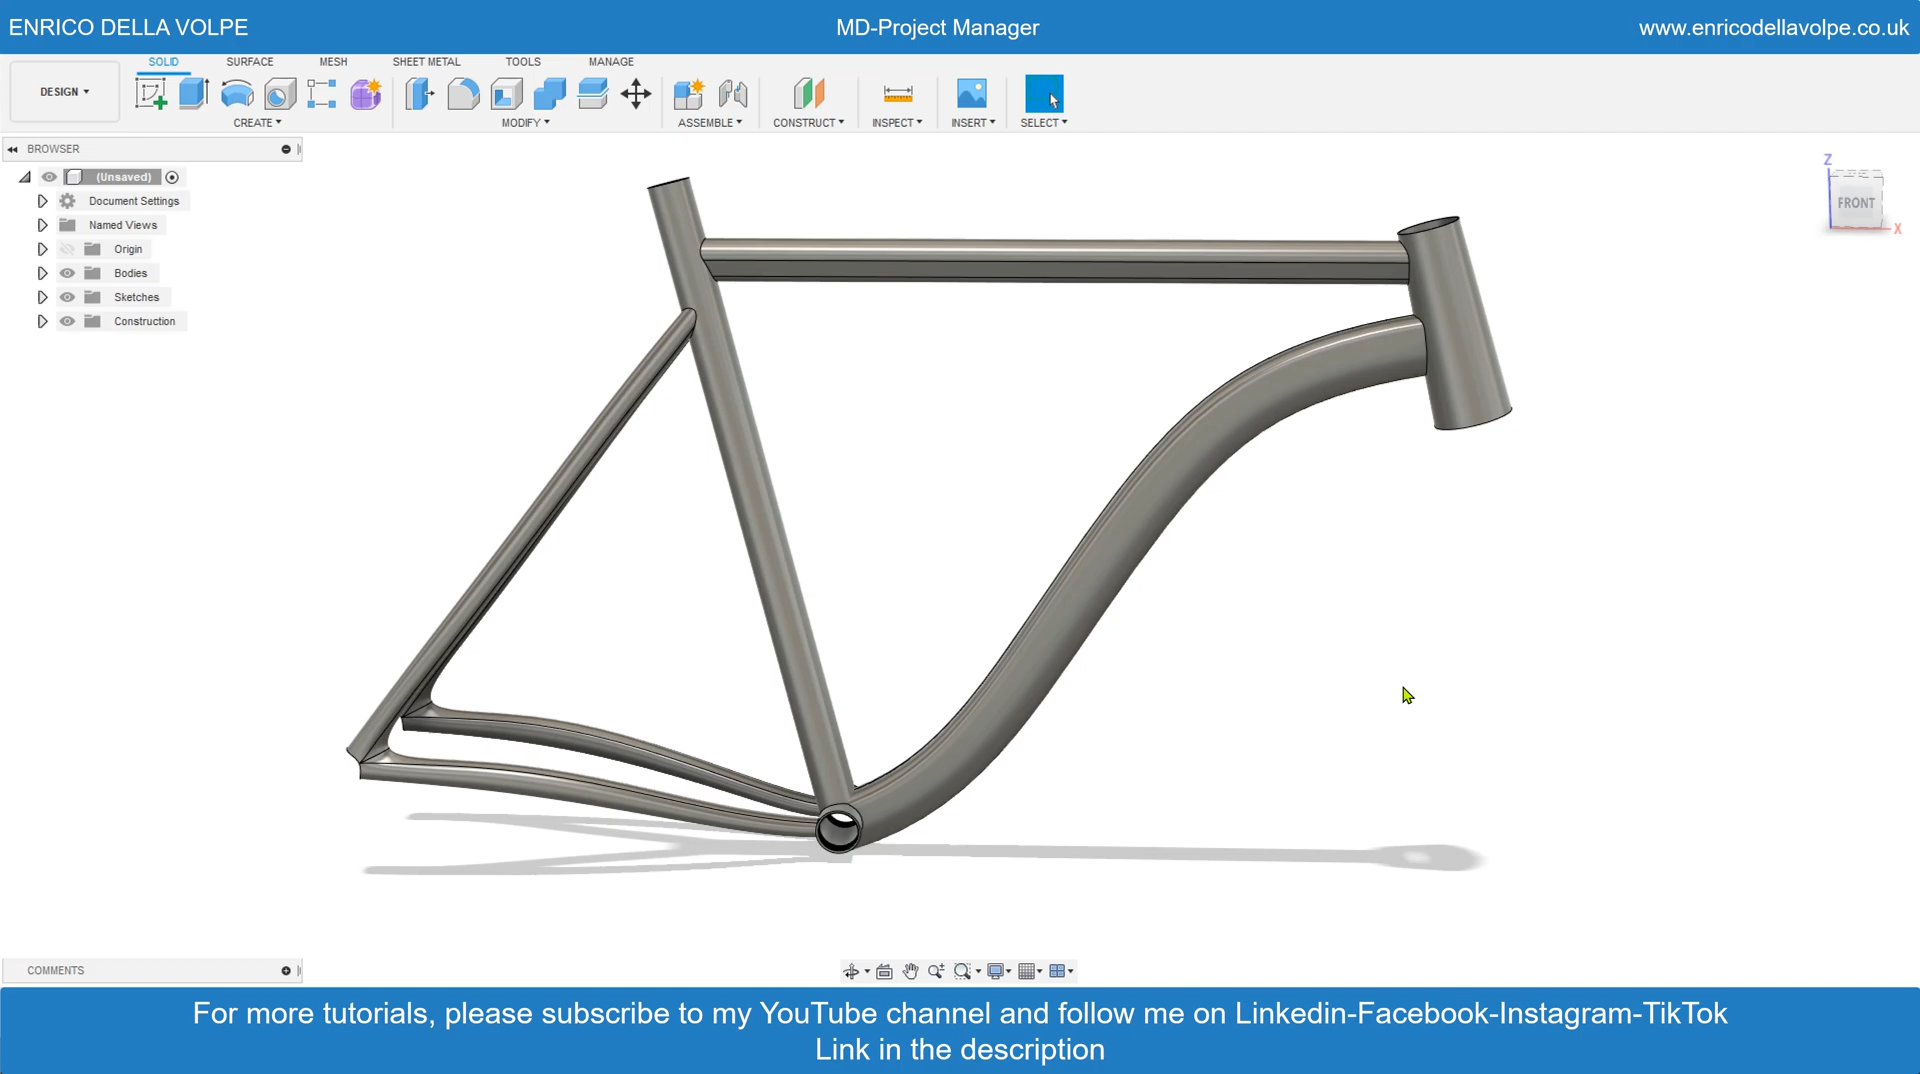 ENRICO DELLA VOLPE
MD-Project Manager
www.enricodellavolpe.co.uk
SOLID
SURFACE
MESH
SHEET METAL
TOOLS
MANAGE
DESIGN
CREATE
MODIFY
ASSEMBLE
CONSTRUCT
INSPECT
INSERT
SELECT
BROWSER
(Unsaved)
Document Settings
Named Views
Origin
Bodies
Sketches
Construction
Z
FRONT
X
COMMENTS
For more tutorials, please subscribe to my YouTube channel and follow me on Linkedin-Facebook-Instagram-TikTok
Link in the description